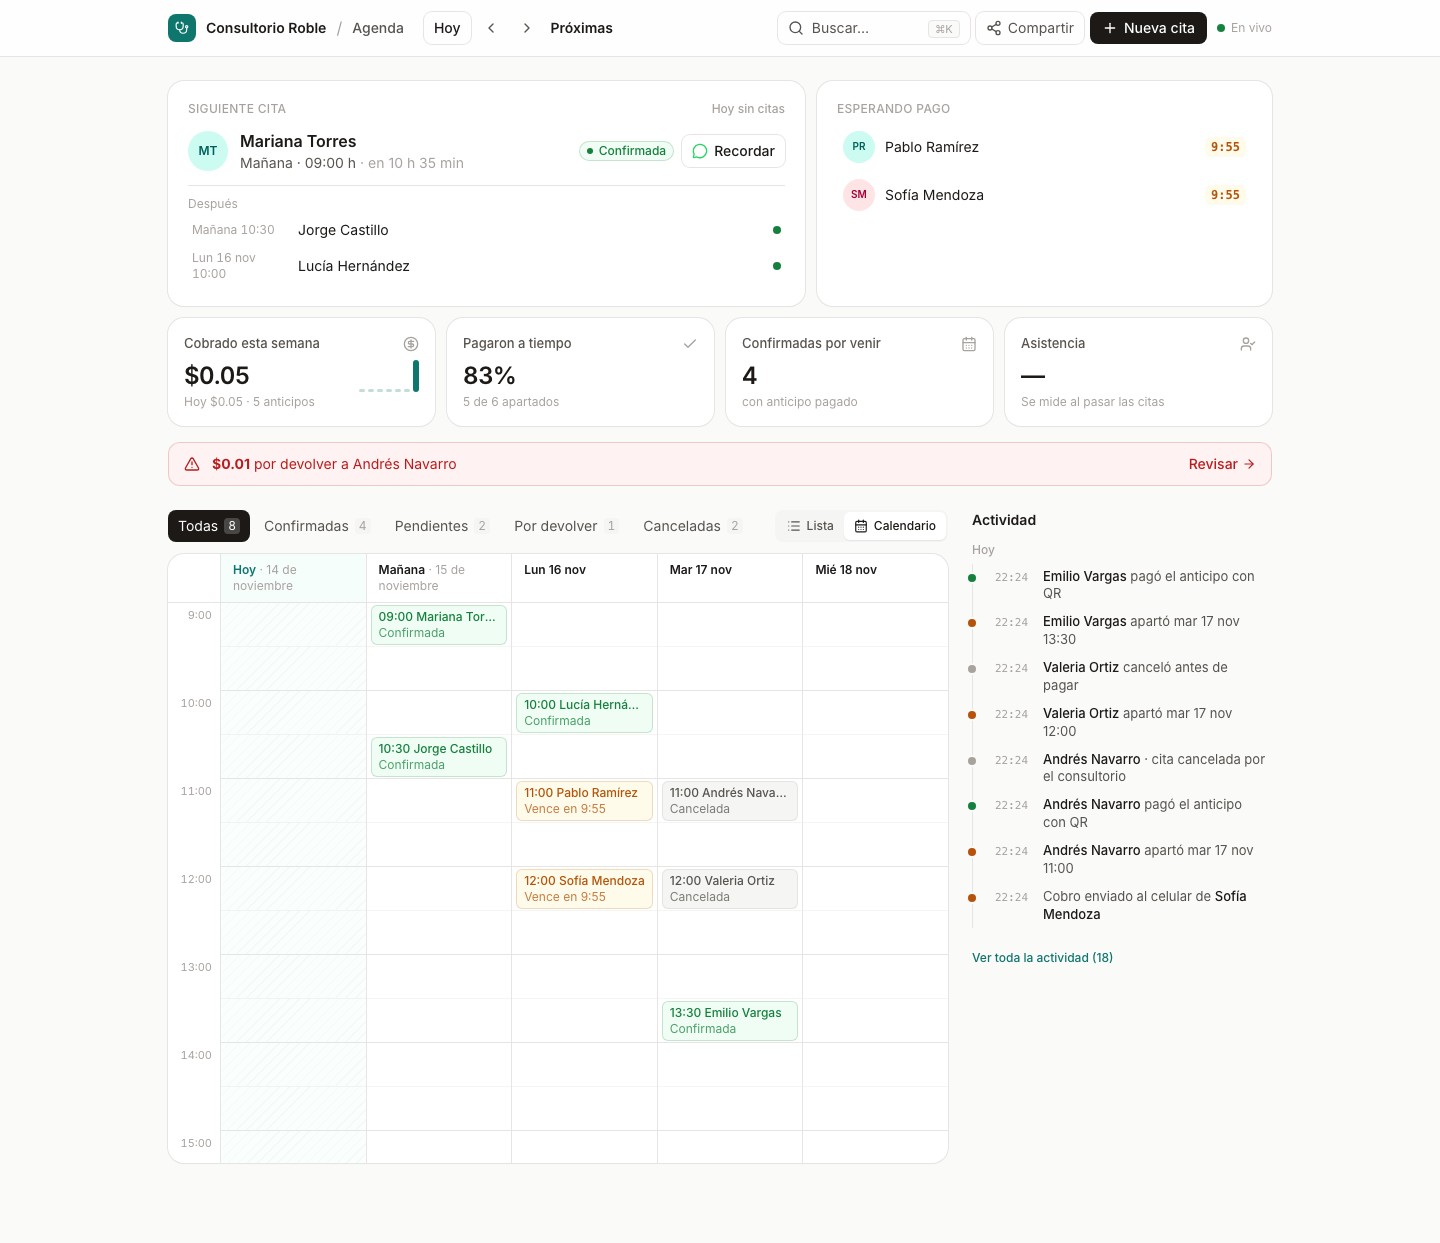 Consultorio Roble / Agenda
Hoy
Próximas
Buscar...
⌘K
Compartir
Nueva cita
En vivo
SIGUIENTE CITA
Hoy sin citas
MT
Mariana Torres
Mañana · 09:00 h · en 10 h 35 min
Confirmada
Recordar
Después
Mañana 10:30
Jorge Castillo
Lun 16 nov
10:00
Lucía Hernández
ESPERANDO PAGO
PR
Pablo Ramírez
9:55
SM
Sofía Mendoza
9:55
Cobrado esta semana
$0.05
Hoy $0.05 · 5 anticipos
Pagaron a tiempo
83%
5 de 6 apartados
Confirmadas por venir
4
con anticipo pagado
Asistencia
—
Se mide al pasar las citas
$0.01 por devolver a Andrés Navarro
Revisar →
Todas 8
Confirmadas 4
Pendientes 2
Por devolver 1
Canceladas 2
Lista
Calendario
Hoy · 14 de
noviembre
Mañana · 15 de
noviembre
Lun 16 nov
Mar 17 nov
Mié 18 nov
9:00
09:00 Mariana Tor...
Confirmada
10:00
10:00 Lucía Herná...
Confirmada
10:30 Jorge Castillo
Confirmada
11:00
11:00 Pablo Ramírez
Vence en 9:55
11:00 Andrés Nava...
Cancelada
12:00
12:00 Sofía Mendoza
Vence en 9:55
12:00 Valeria Ortiz
Cancelada
13:00
13:30 Emilio Vargas
Confirmada
14:00
15:00
Actividad
Hoy
22:24 Emilio Vargas pagó el anticipo con
QR
22:24 Emilio Vargas apartó mar 17 nov
13:30
22:24 Valeria Ortiz canceló antes de
pagar
22:24 Valeria Ortiz apartó mar 17 nov
12:00
22:24 Andrés Navarro · cita cancelada por
el consultorio
22:24 Andrés Navarro pagó el anticipo
con QR
22:24 Andrés Navarro apartó mar 17 nov
11:00
22:24 Cobro enviado al celular de Sofía
Mendoza
Ver toda la actividad (18)